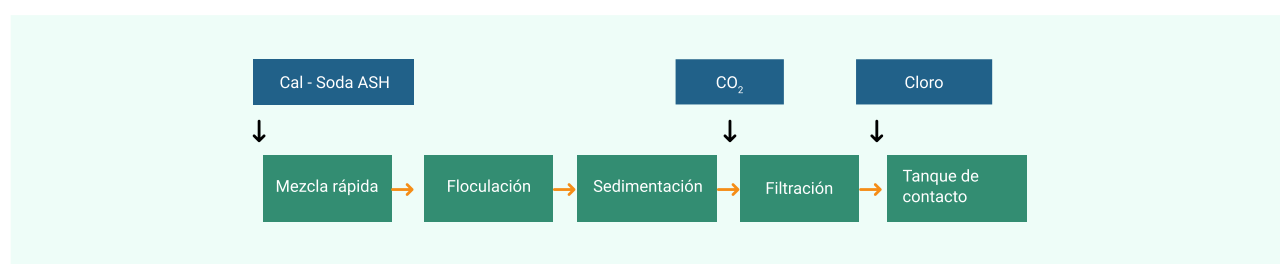 Cal - Soda ASH
CO₂
Cloro
Mezcla rápida
Floculación
Sedimentación
Filtración
Tanque de
contacto